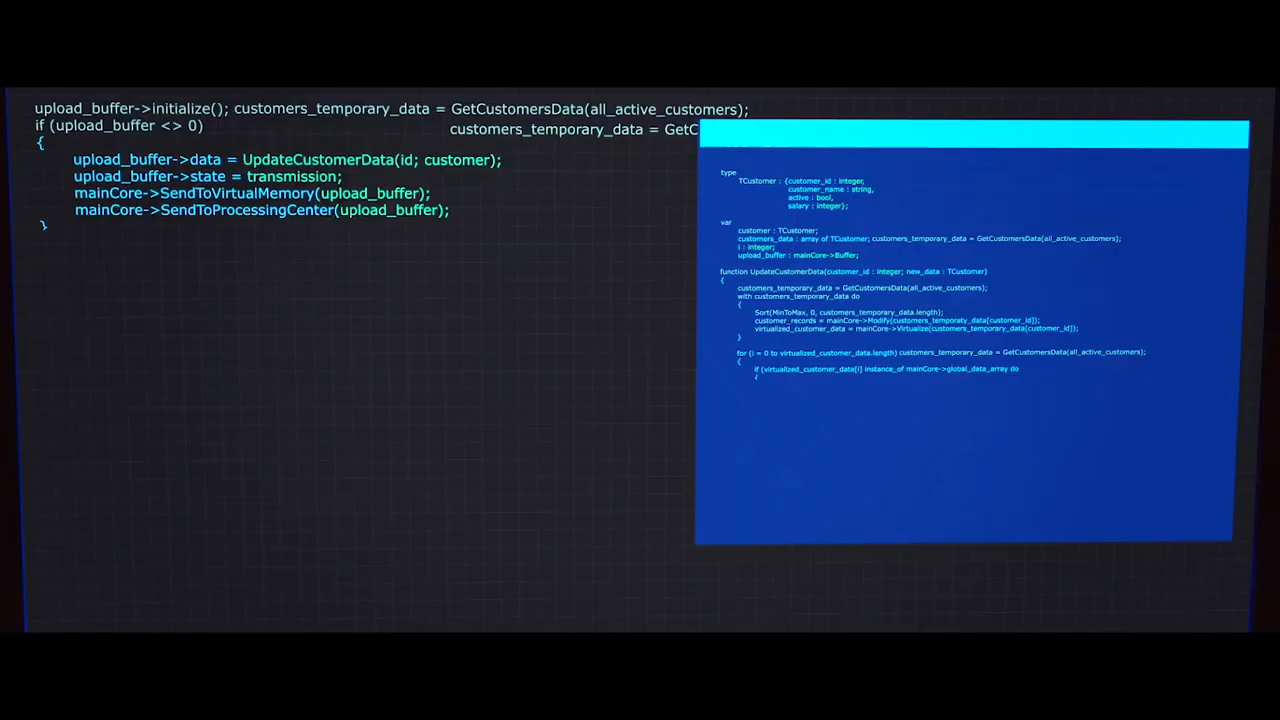 upload_buffer->initialize(); customers_temporary_data = GetCustomersData(all_active_customers);
if (upload_buffer <> 0)
customers_temporary_data = GetC
{
upload_buffer->data = UpdateCustomerData(id; customer);
upload_buffer->state = transmission;
mainCore->SendToVirtualMemory(upload_buffer);
mainCore->SendToProcessingCenter(upload_buffer);
}
type
TCustomer : {customer_id : integer,
customer_name : string,
active : bool,
salary : integer};
var
customer : TCustomer;
customers_data : array of TCustomer; customers_temporary_data = GetCustomersData(all_active_customers);
i : integer;
upload_buffer : mainCore->Buffer;
function UpdateCustomerData(customer_id : integer; new_data : TCustomer)
{
customers_temporary_data = GetCustomersData(all_active_customers);
with customers_temporary_data do
{
Sort(MinToMax, 0, customers_temporary_data.length);
customer_records = mainCore->Modify(customers_temporaty_data[customer_id]);
virtualized_customer_data = mainCore->Virtualize(customers_temporary_data[customer_id]);
}
for (i = 0 to virtualized_customer_data.length) customers_temporary_data = GetCustomersData(all_active_customers);
{
if (virtualized_customer_data[i] instance_of mainCore->global_data_array do
{